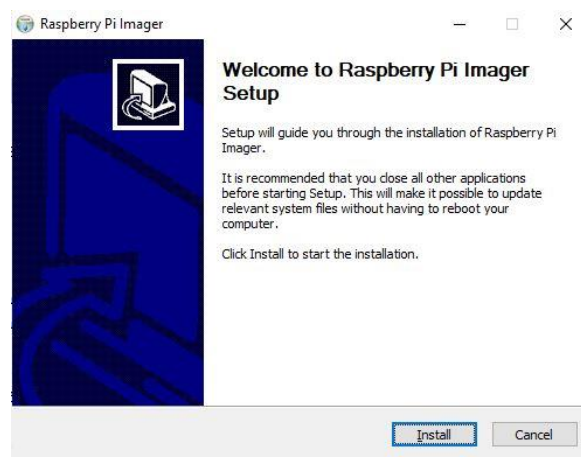 Raspberry Pi Imager
Welcome to Raspberry Pi Imager
Setup
Setup will guide you through the installation of Raspberry Pi
Imager.
It is recommended that you close all other applications
before starting Setup. This will make it possible to update
relevant system files without having to reboot your
computer.
Click Install to start the installation.
Install
Cancel